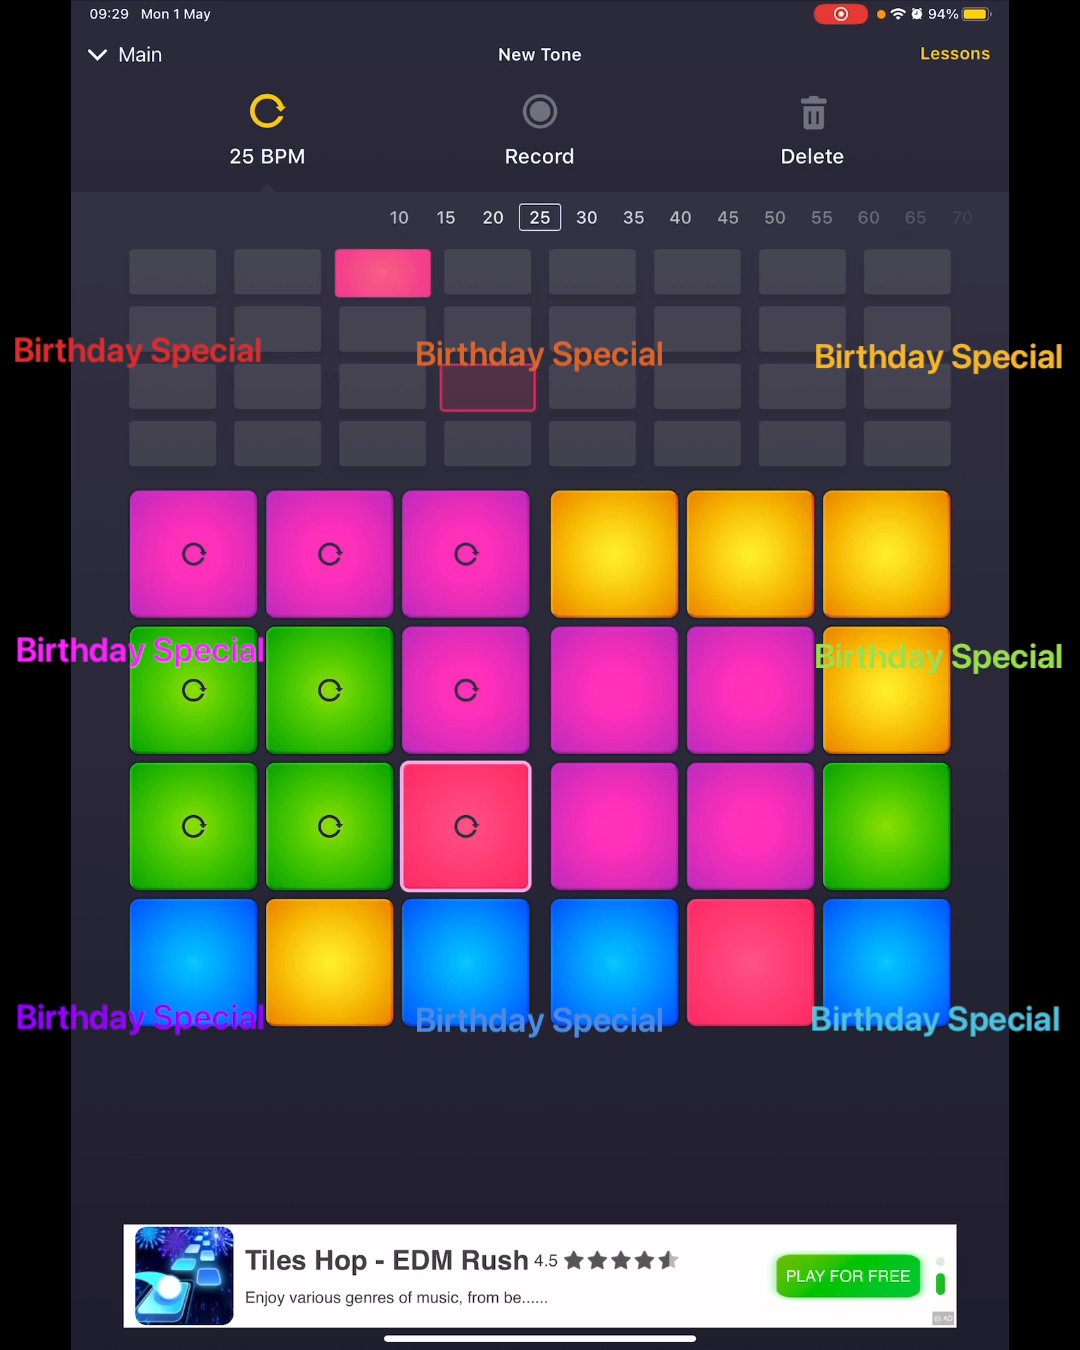 09:29 Mon 1 May 94%
Main New Tone Lessons
25 BPM Record Delete
10 15 20 25 30 35 40 45 50 55 60 65 70
Birthday Special Birthday Special Birthday Special
Birthday Special Birthday Special
Birthday Special Birthday Special Birthday Special
Tiles Hop - EDM Rush 4.5
PLAY FOR FREE
Enjoy various genres of music, from be......
AD